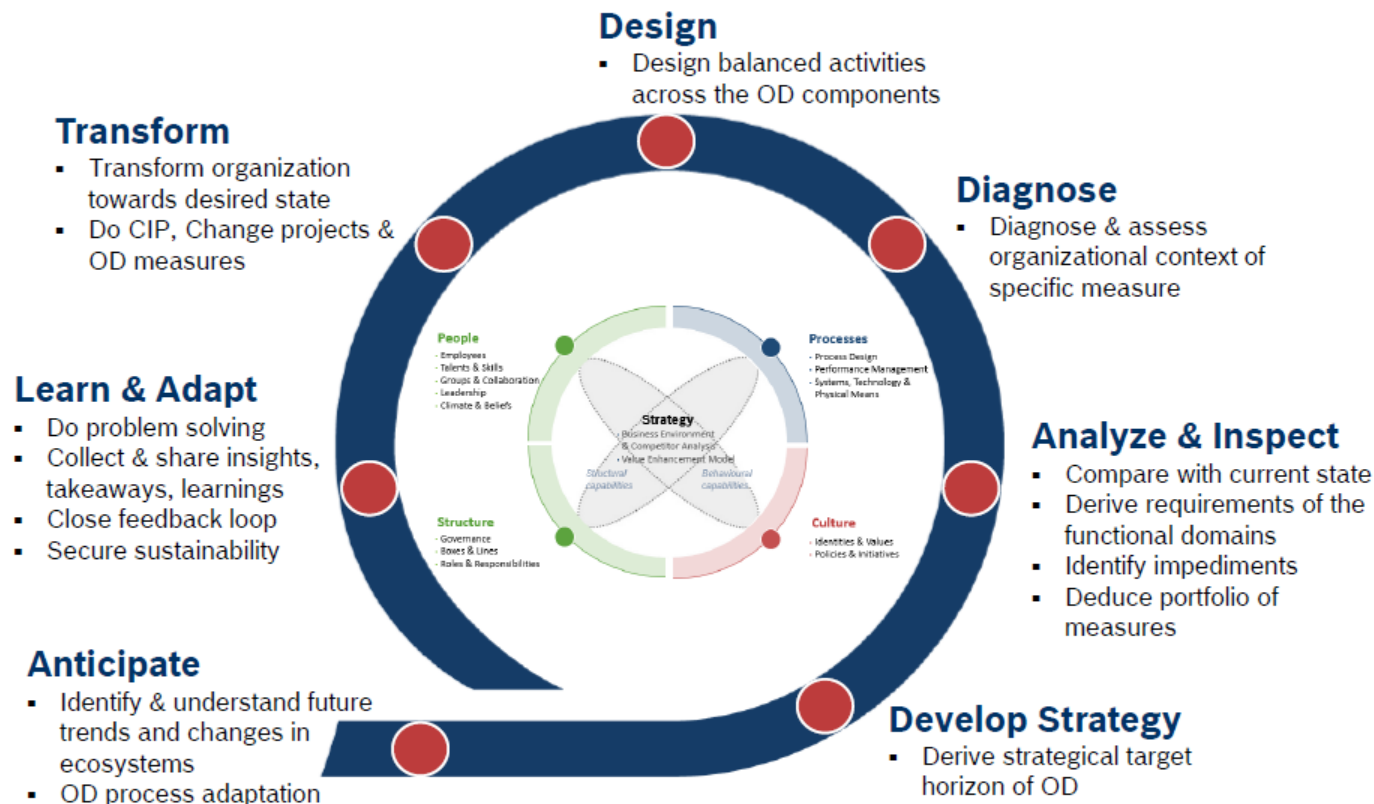 Design
▪ Design balanced activities
across the OD components
Transform
▪ Transform organization
towards desired state
▪ Do CIP, Change projects &
OD measures
Diagnose
▪ Diagnose & assess
organizational context of
specific measure
People
- Employees
- Talents & Skills
- Groups & Collaboration
- Leadership
- Climate & Beliefs
Processes
- Process Design
- Performance Management
- Systems, Technology &
Physical Means
Strategy
- Business Environment
& Competitor Analysis
- Value Enhancement Model
Structural
capabilities
Behavioural
capabilities
Structure
- Governance
- Boxes & Lines
- Roles & Responsibilities
Culture
- Identities & Values
- Policies & Initiatives
Learn & Adapt
▪ Do problem solving
▪ Collect & share insights,
takeaways, learnings
▪ Close feedback loop
▪ Secure sustainability
Analyze & Inspect
▪ Compare with current state
▪ Derive requirements of the
functional domains
▪ Identify impediments
▪ Deduce portfolio of
measures
Anticipate
▪ Identify & understand future
trends and changes in
ecosystems
▪ OD process adaptation
Develop Strategy
▪ Derive strategical target
horizon of OD